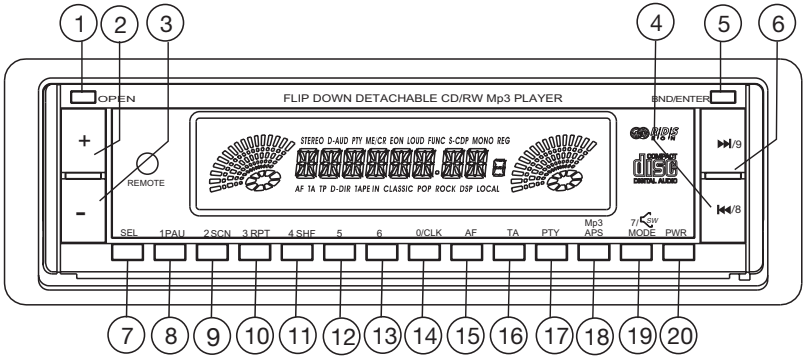 1 2 3 4 5 6
OPEN FLIP DOWN DETACHABLE CD/RW Mp3 PLAYER BND/ENTER
+ STEREO D-AUD PTY ME/CR EON LOUD FUNC S-CDP MONO REG ⏭/9
REMOTE COMPACT
disc
DIGITAL AUDIO
- AF TA TP D-DIR TAPE IN CLASSIC POP ROCK DSP LOCAL ⏮/8
SEL 1PAU 2 SCN 3 RPT 4 SHF 5 6 0/CLK AF TA PTY Mp3 APS 7/SW MODE PWR
7 8 9 10 11 12 13 14 15 16 17 18 19 20